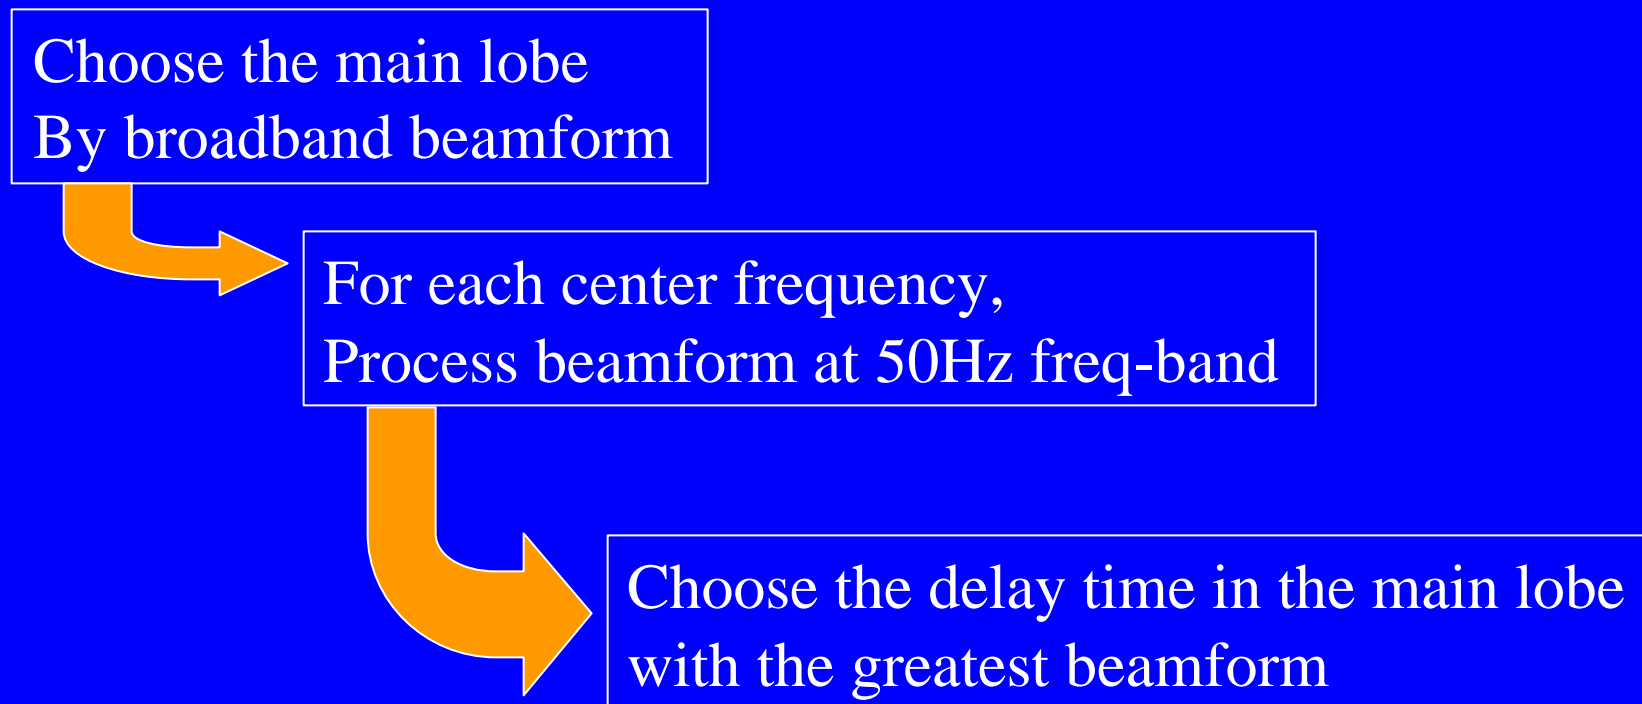 Choose the main lobe
By broadband beamform
For each center frequency,
Process beamform at 50Hz freq-band
Choose the delay time in the main lobe
with the greatest beamform